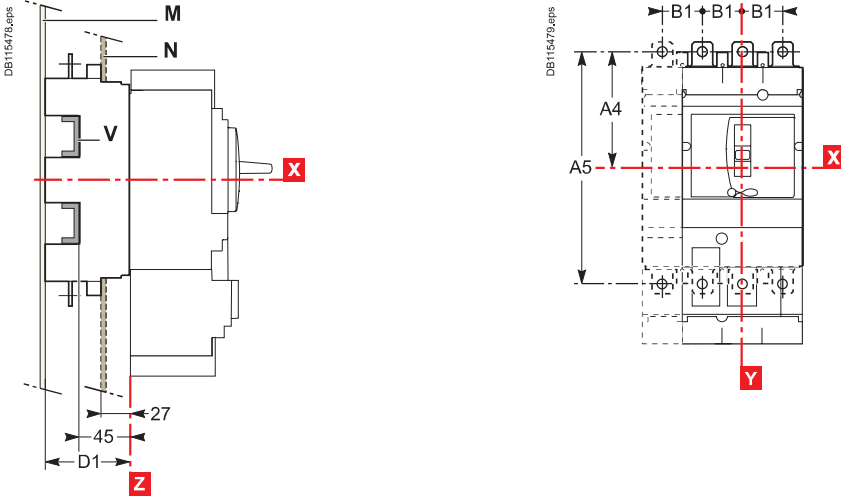 DB115478.eps
M
N
V
X
27
45
D1
Z
DB115479.eps
B1 B1 B1
A4
A5
X
Y